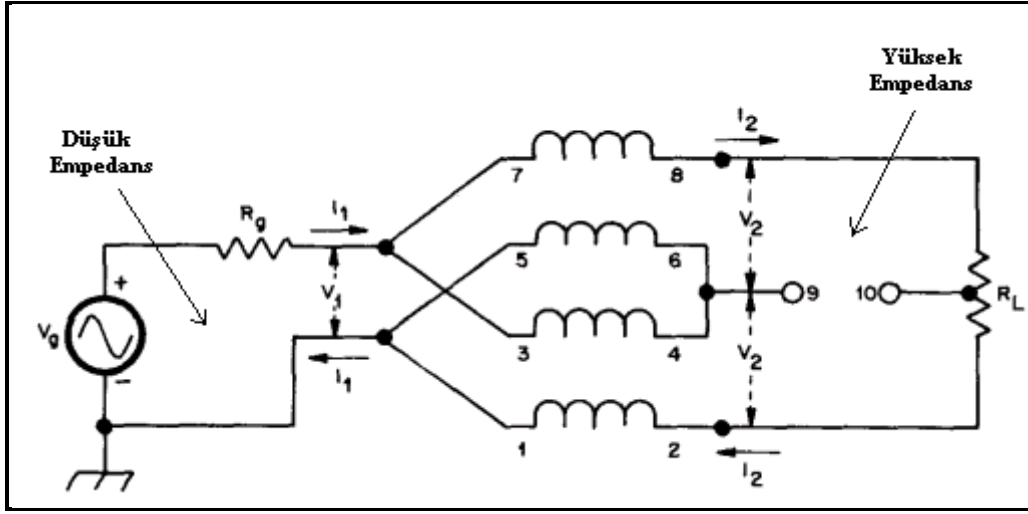 Yüksek
Empedans
Düşük
Empedans
I2
7
8
Rg
I1
V2
5
6
V1
9
10
RL
+
Vg
−
I1
3
4
V2
1
2
I2